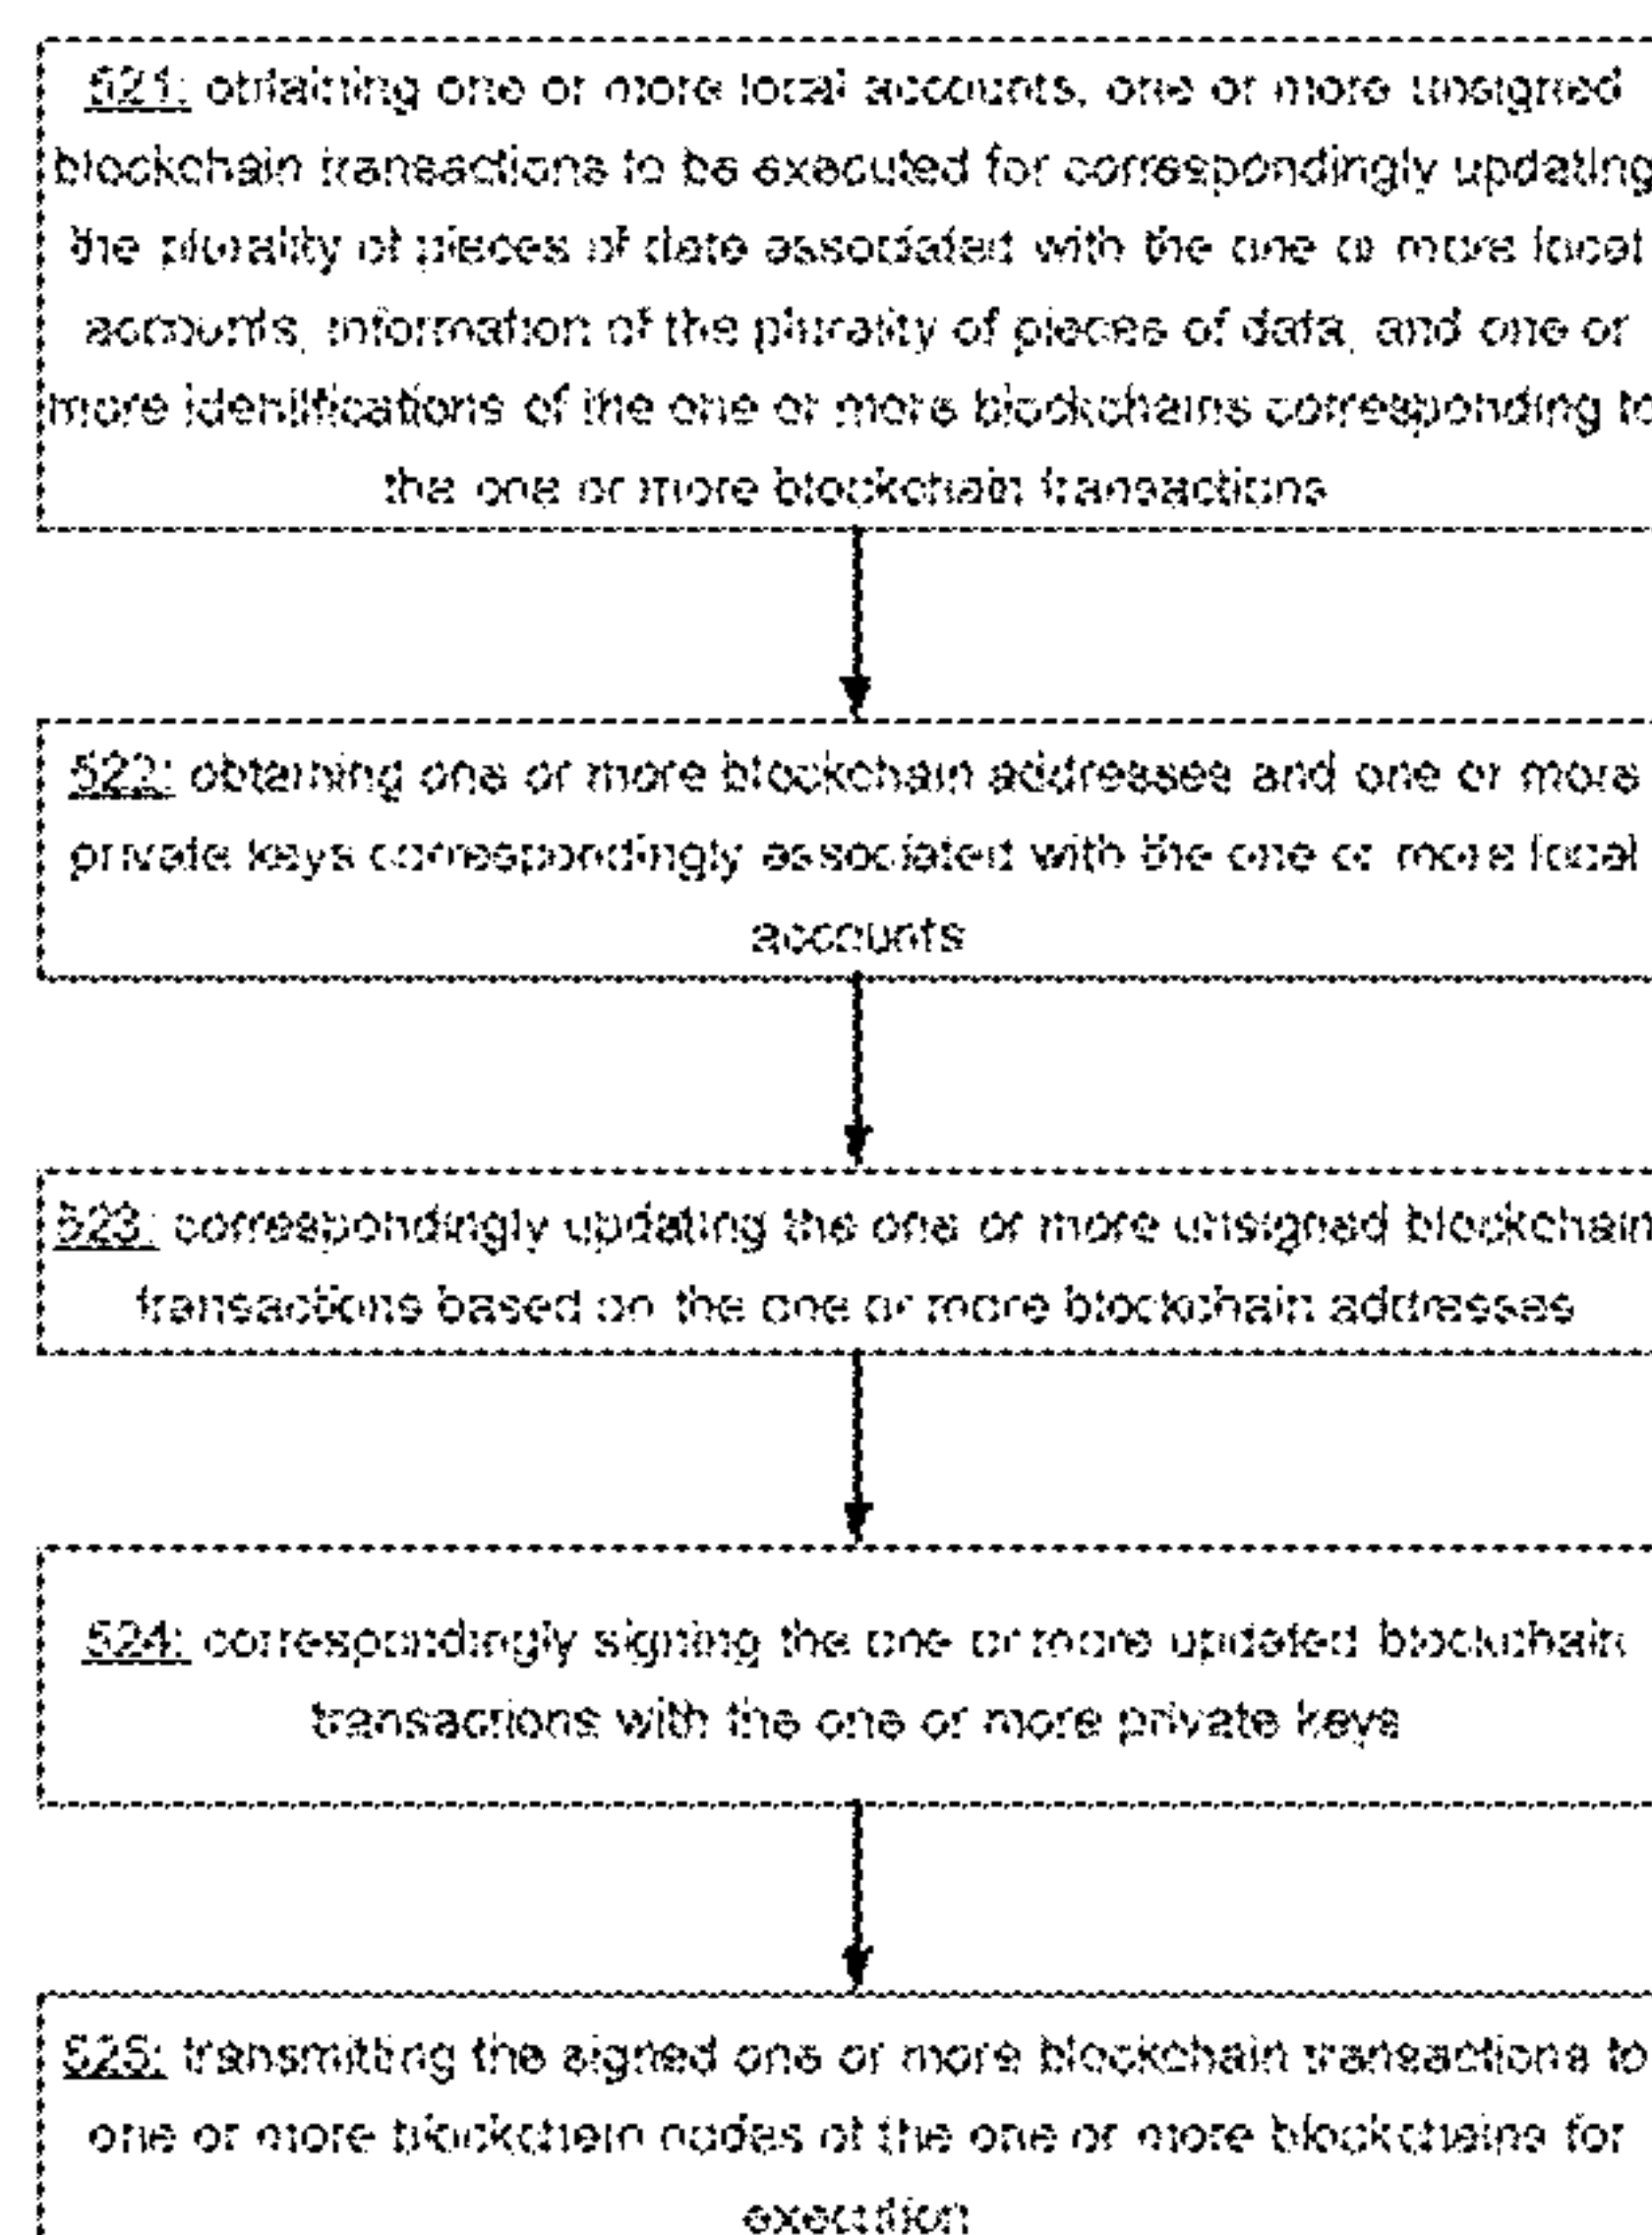 521: obtaining one or more local accounts, one or more unsigned
blockchain transactions to be executed for correspondingly updating
the plurality of pieces of data associated with the one or more local
accounts, information of the plurality of pieces of data, and one or
more identifications of the one or more blockchains corresponding to
the one or more blockchain transactions
522: obtaining one or more blockchain addresses and one or more
private keys correspondingly associated with the one or more local
accounts
523: correspondingly updating the one or more unsigned blockchain
transactions based on the one or more blockchain addresses
524: correspondingly signing the one or more updated blockchain
transactions with the one or more private keys
525: transmitting the signed one or more blockchain transactions to
one or more blockchain nodes of the one or more blockchains for
execution